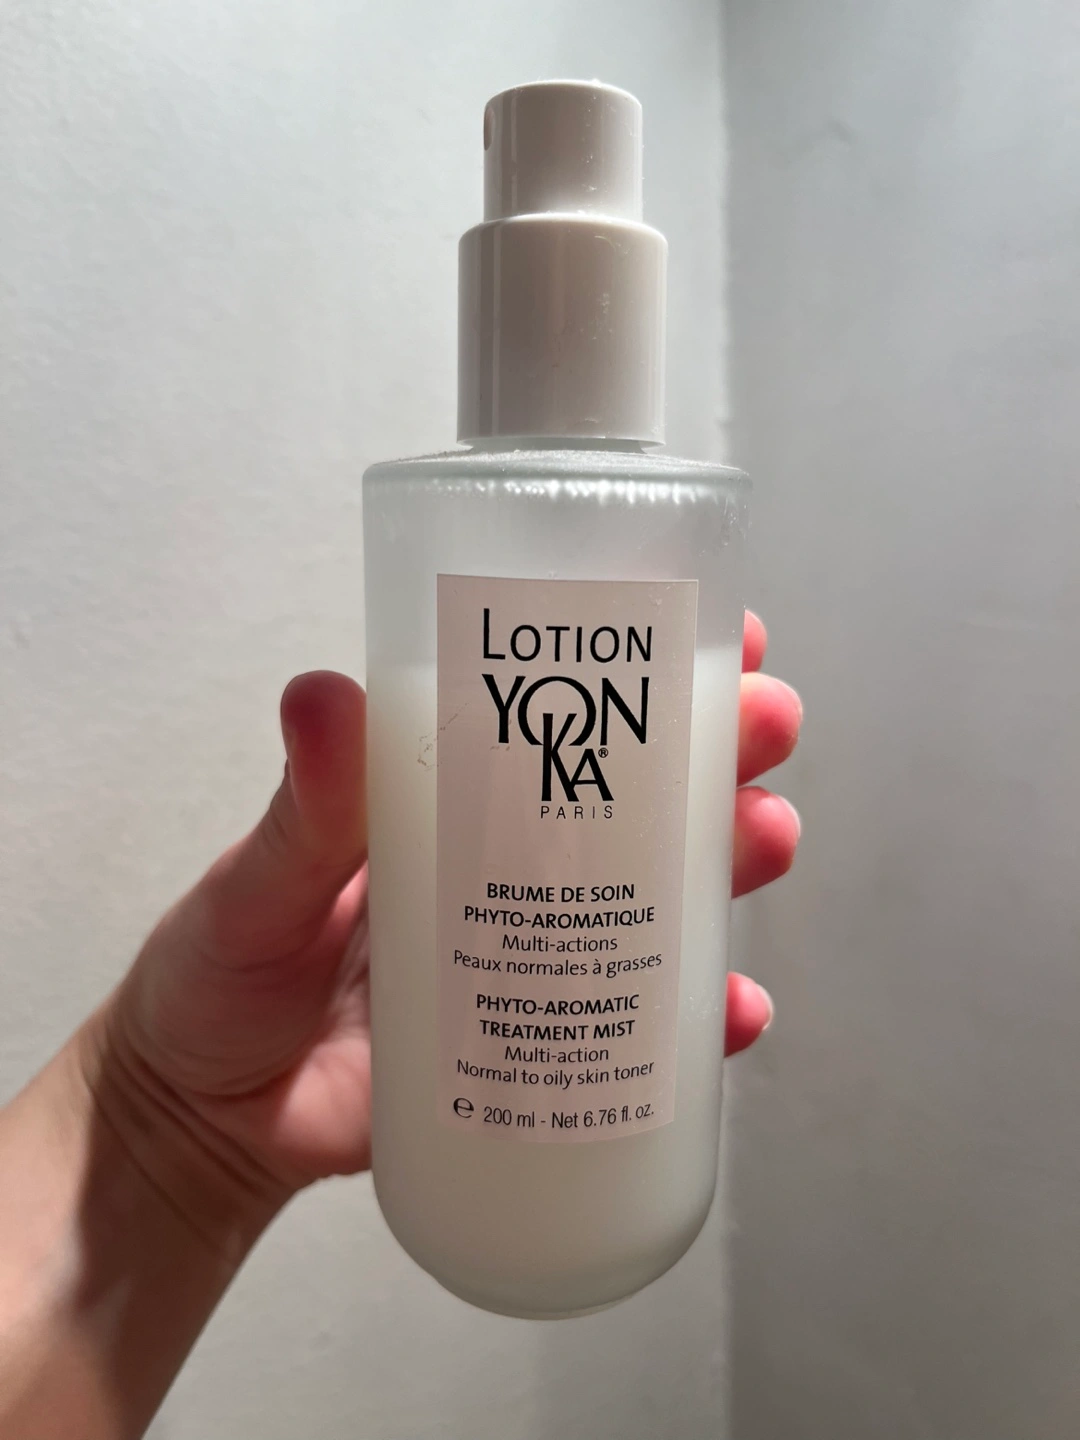 LOTION
YON
KA®
PARIS
BRUME DE SOIN
PHYTO-AROMATIQUE
Multi-actions
Peaux normales à grasses
PHYTO-AROMATIC
TREATMENT MIST
Multi-action
Normal to oily skin toner
℮ 200 ml - Net 6.76 fl. oz.